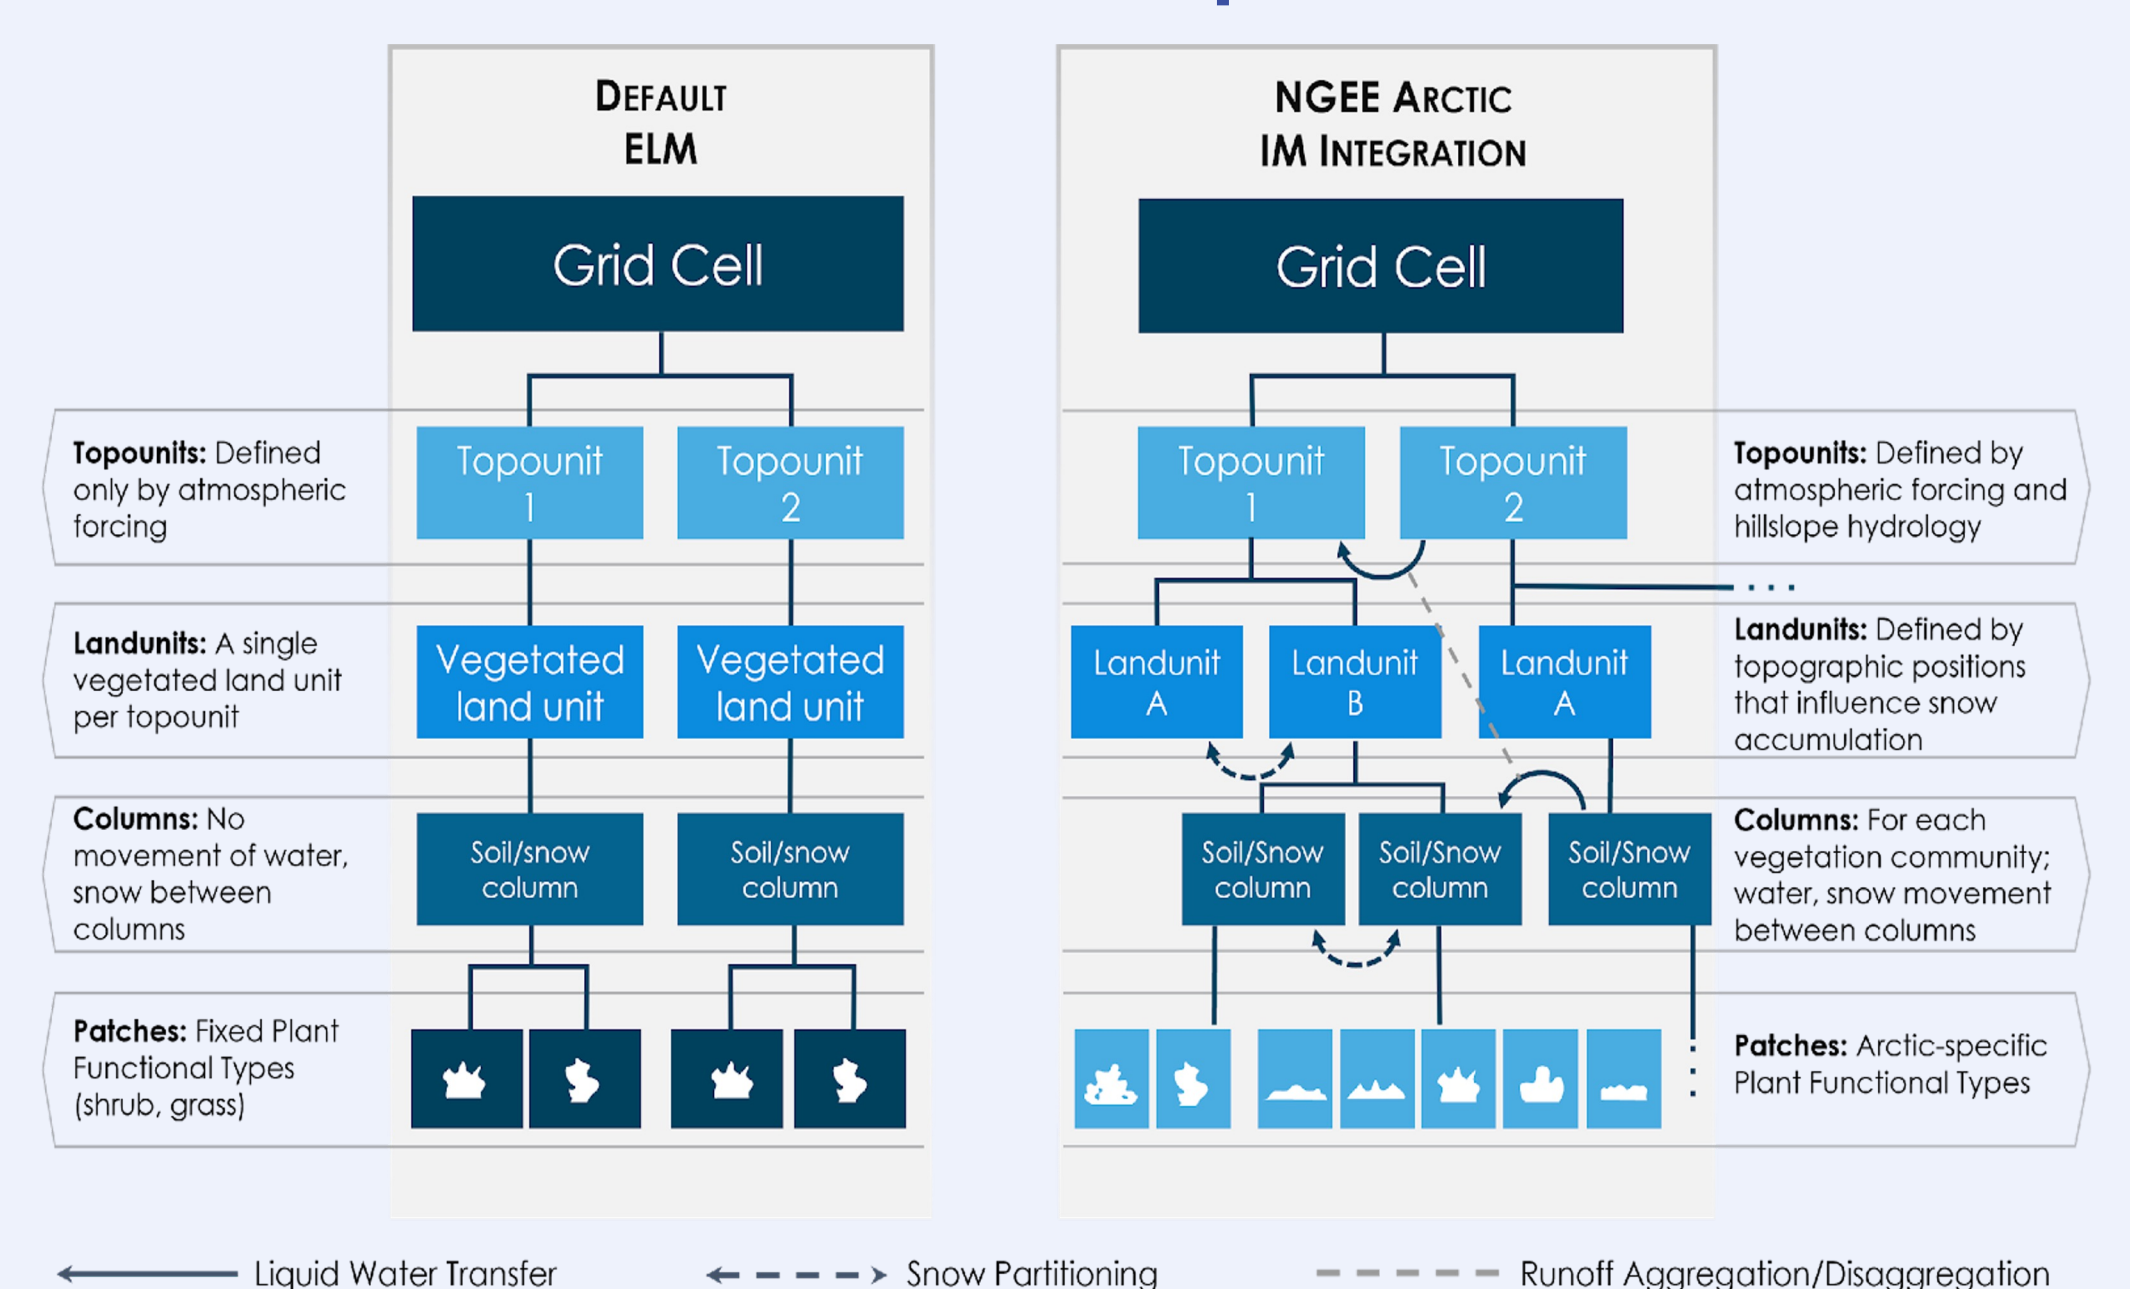 DEFAULT
ELM
Grid Cell
Topounits: Defined
only by atmospheric
forcing
Topounit
1
Topounit
2
Landunits: A single
vegetated land unit
per topounit
Vegetated
land unit
Vegetated
land unit
Columns: No
movement of water,
snow between
columns
Soil/snow
column
Soil/snow
column
Patches: Fixed Plant
Functional Types
(shrub, grass)
NGEE ARCTIC
IM INTEGRATION
Grid Cell
Topounit
1
Topounit
2
Topounits: Defined by
atmospheric forcing and
hillslope hydrology
Landunit
A
Landunit
B
Landunit
A
Landunits: Defined by
topographic positions
that influence snow
accumulation
Soil/Snow
column
Soil/Snow
column
Soil/Snow
column
Columns: For each
vegetation community;
water, snow movement
between columns
Patches: Arctic-specific
Plant Functional Types
Liquid Water Transfer
Snow Partitioning
Runoff Aggregation/Disaggregation